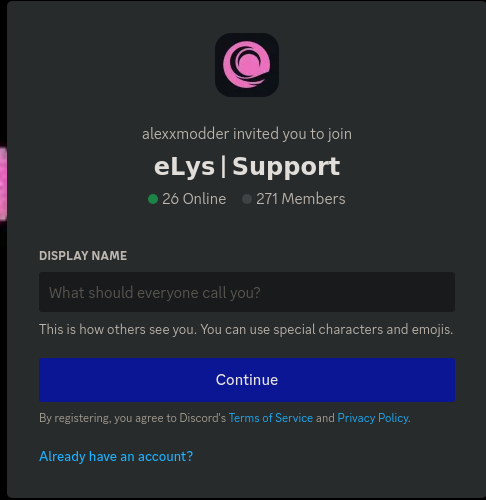 alexxmodder invited you to join
eLys | Support
26 Online 271 Members
DISPLAY NAME
What should everyone call you?
This is how others see you. You can use special characters and emojis.
Continue
By registering, you agree to Discord's Terms of Service and Privacy Policy.
Already have an account?